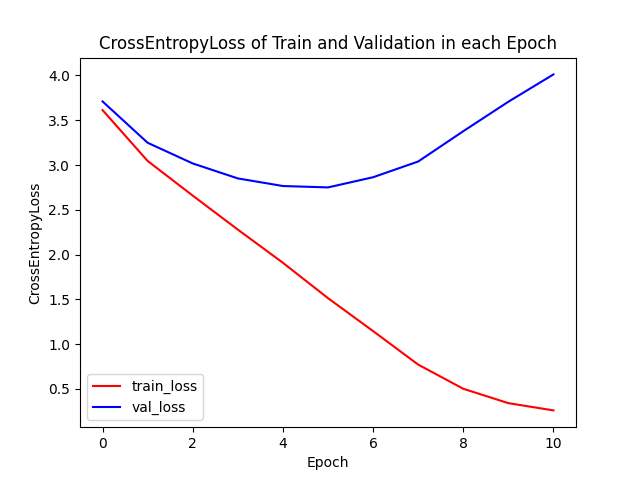 CrossEntropyLoss of Train and Validation in each Epoch
CrossEntropyLoss
4.0
3.5
3.0
2.5
2.0
1.5
1.0
0.5
train_loss
val_loss
0 2 4 6 8 10
Epoch